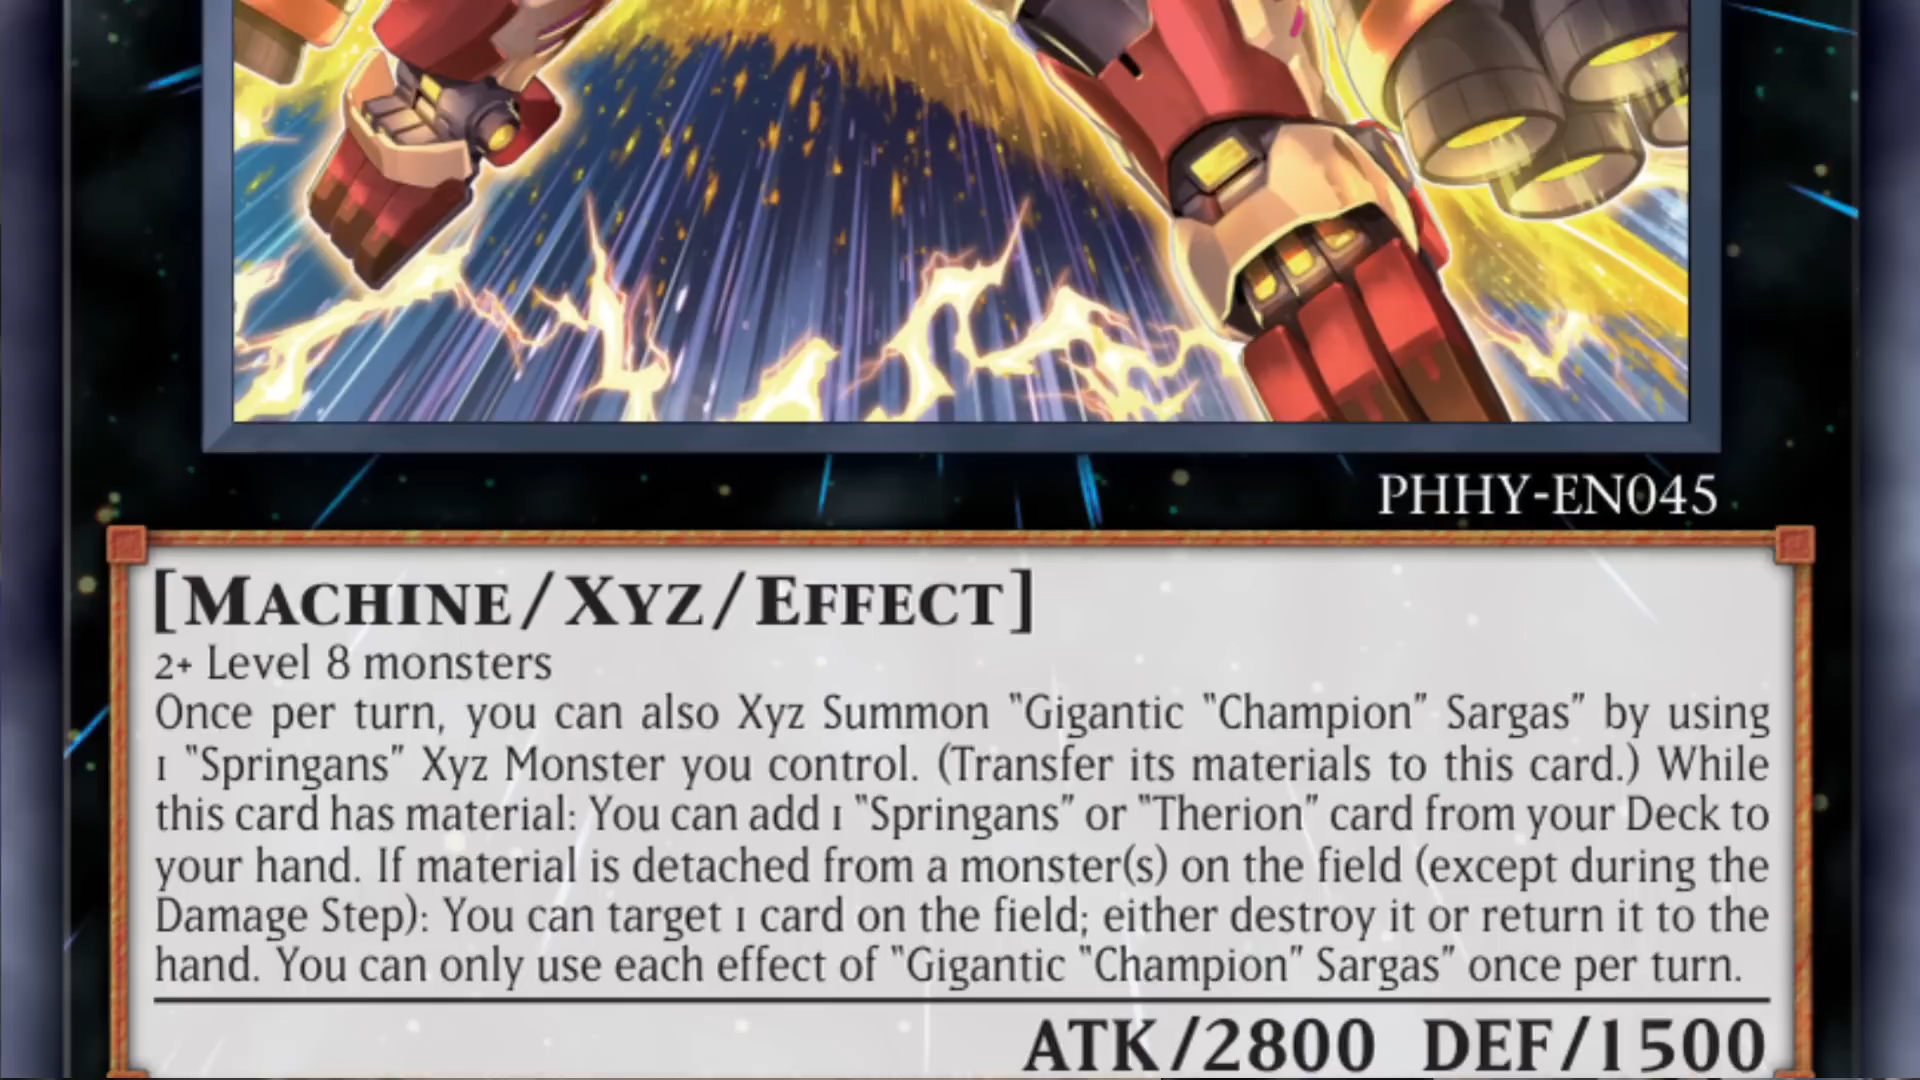 PHHY-EN045
[MACHINE/XYZ/EFFECT]
2+ Level 8 monsters
Once per turn, you can also Xyz Summon "Gigantic "Champion" Sargas" by using
1 "Springans" Xyz Monster you control. (Transfer its materials to this card.) While
this card has material: You can add 1 "Springans" or "Therion" card from your Deck to
your hand. If material is detached from a monster(s) on the field (except during the
Damage Step): You can target 1 card on the field; either destroy it or return it to the
hand. You can only use each effect of "Gigantic "Champion" Sargas" once per turn.
ATK/2800 DEF/1500